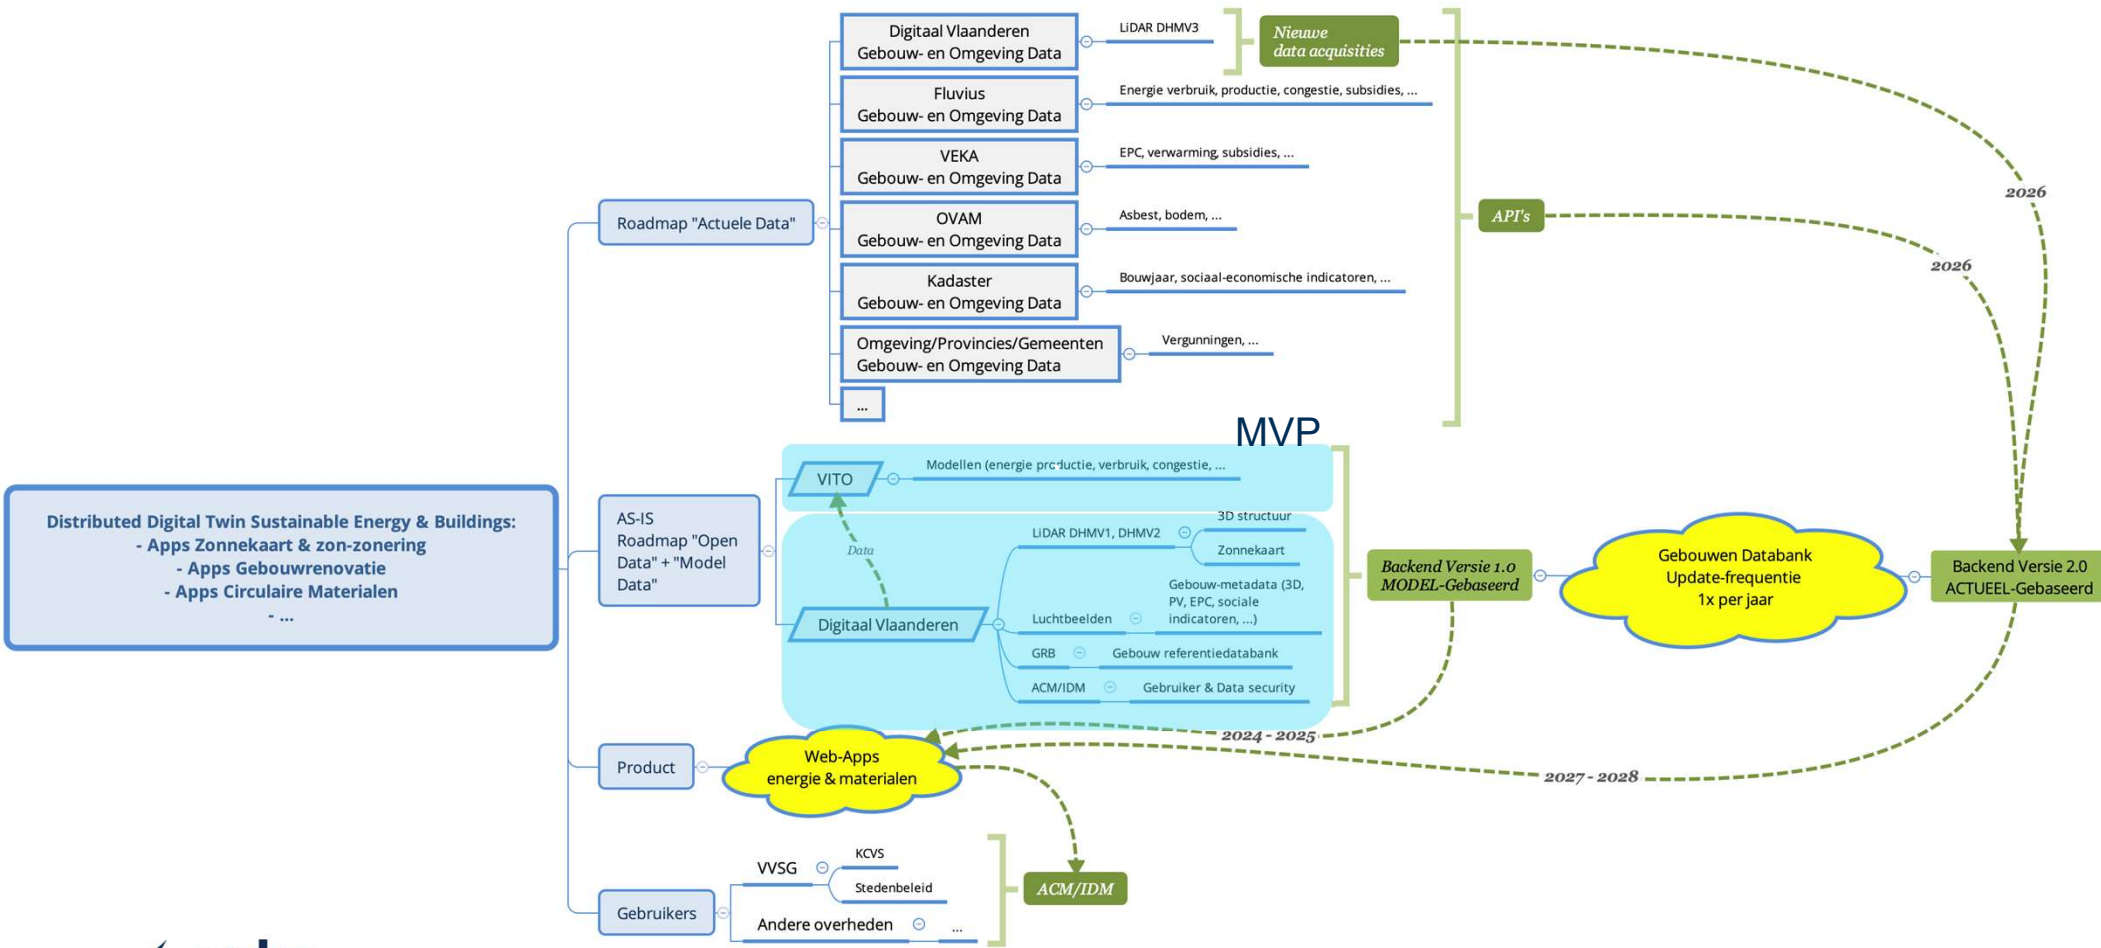 Digitaal Vlaanderen
Gebouw- en Omgeving Data
LiDAR DHMV3
Nieuwe
data acquisities
Fluvius
Gebouw- en Omgeving Data
Energie verbruik, productie, congestie, subsidies, ...
VEKA
Gebouw- en Omgeving Data
EPC, verwarming, subsidies, ...
Roadmap "Actuele Data"
OVAM
Gebouw- en Omgeving Data
Asbest, bodem, ...
API's
2026
2026
Kadaster
Gebouw- en Omgeving Data
Bouwjaar, sociaal-economische indicatoren, ...
Omgeving/Provincies/Gemeenten
Gebouw- en Omgeving Data
Vergunningen, ...
...
MVP
Distributed Digital Twin Sustainable Energy & Buildings:
- Apps Zonnekaart & zon-zonering
- Apps Gebouwrenovatie
- Apps Circulaire Materialen
- ...
AS-IS
Roadmap "Open
Data" + "Model
Data"
VITO
Modellen (energie productie, verbruik, congestie, ...
Data
Digitaal Vlaanderen
LiDAR DHMV1, DHMV2
3D structuur
Zonnekaart
Luchtbeelden
Gebouw-metadata (3D,
PV, EPC, sociale
indicatoren, ...)
GRB
Gebouw referentiedatabank
ACM/IDM
Gebruiker & Data security
Backend Versie 1.0
MODEL-Gebaseerd
Gebouwen Databank
Update-frequentie
1x per jaar
Backend Versie 2.0
ACTUEEL-Gebaseerd
2024 - 2025
2027 - 2028
Product
Web-Apps
energie & materialen
Gebruikers
VVSG
KCVS
Stedenbeleid
Andere overheden
...
ACM/IDM